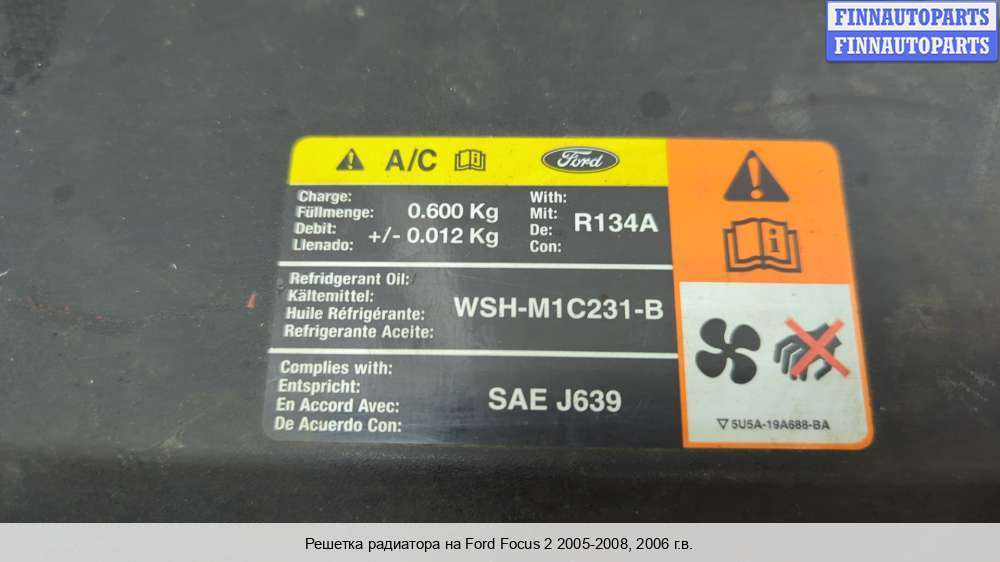 FINNAUTOPARTS
FINNAUTOPARTS
A/C
Ford
Charge:
Füllmenge:
Debit:
Llenado:
0.600 Kg
+/- 0.012 Kg
With:
Mit:
De:
Con:
R134A
Refridgerant Oil:
Kältemittel:
Huile Réfrigérante:
Refrigerante Aceite:
WSH-M1C231-B
Complies with:
Entspricht:
En Accord Avec:
De Acuerdo Con:
SAE J639
5U5A-19A688-BA
Решетка радиатора на Ford Focus 2 2005-2008, 2006 г.в.